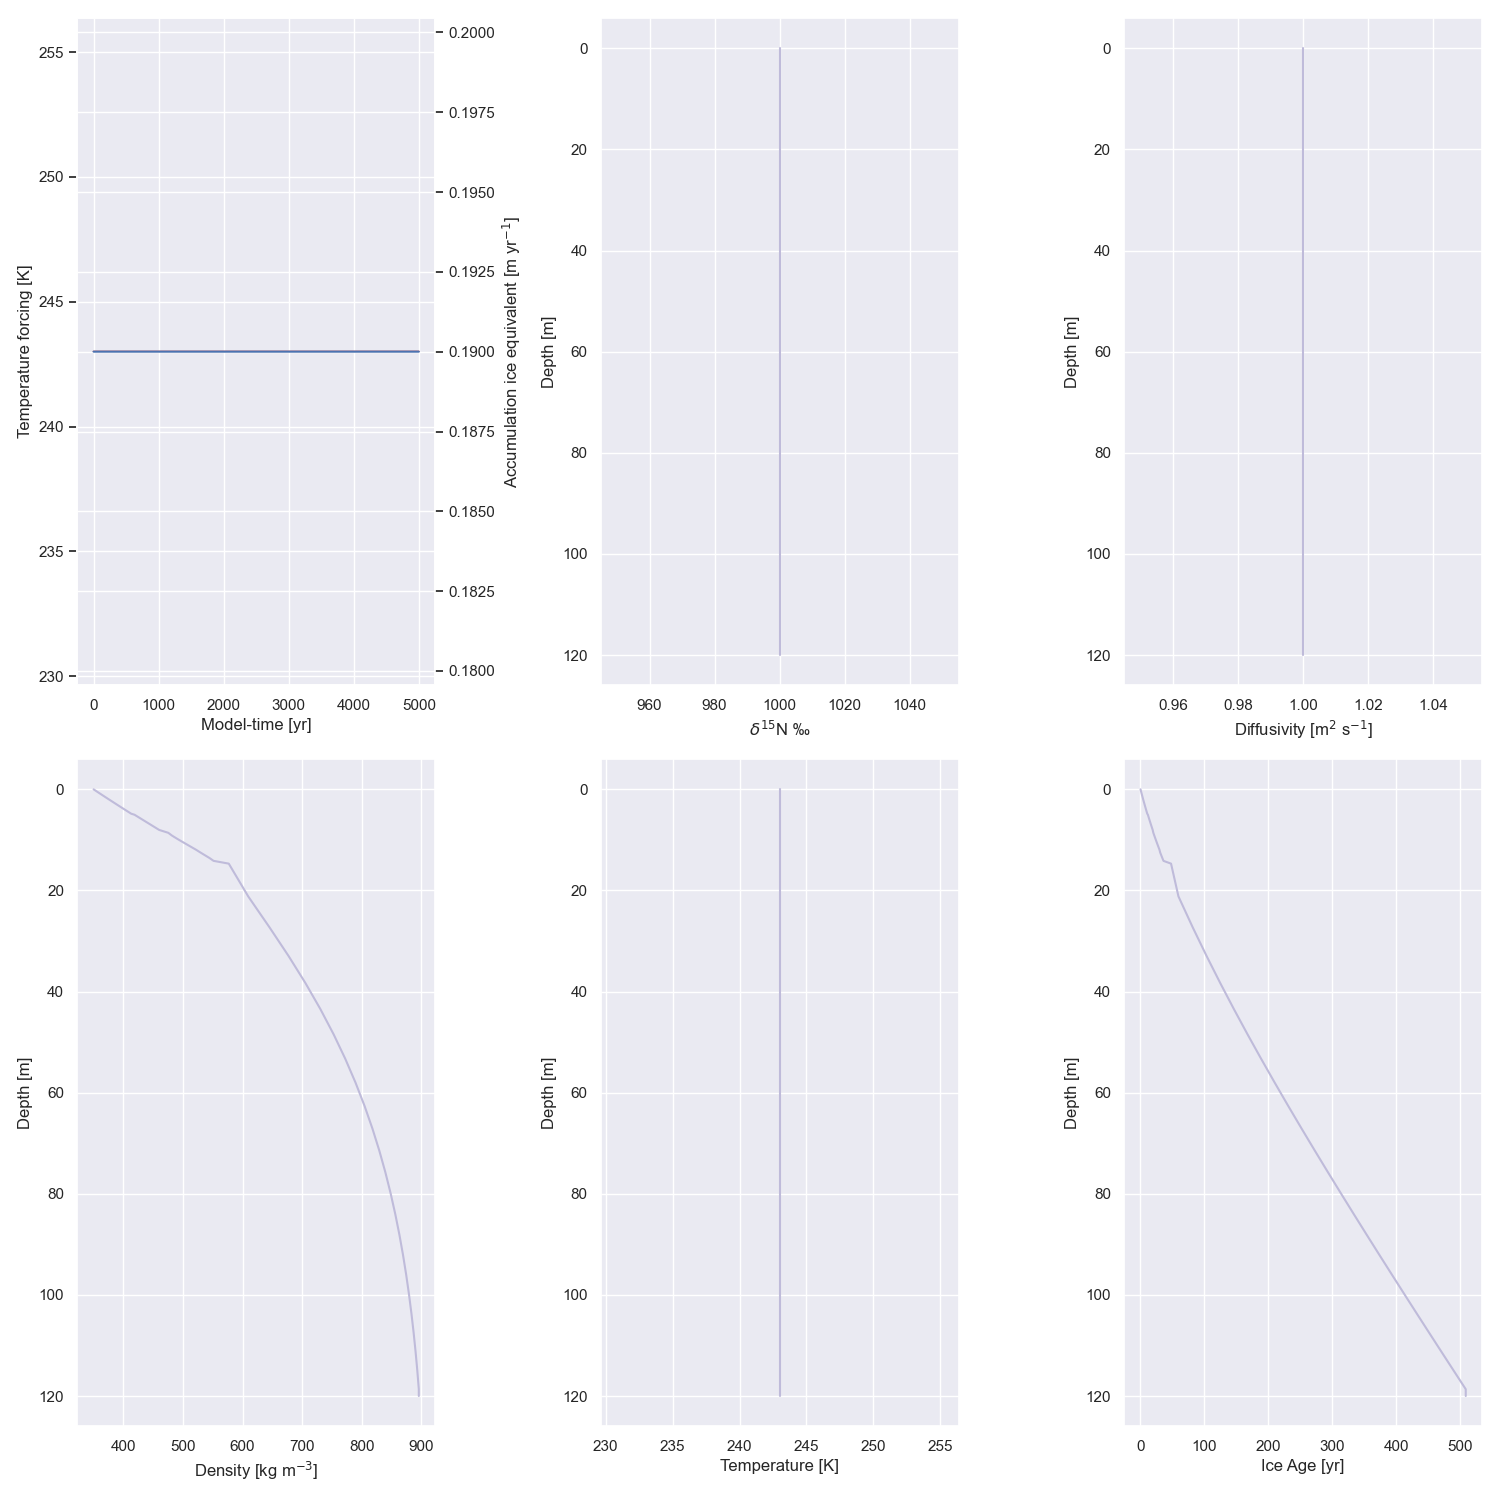 255
250
245
240
235
230
Temperature forcing [K]
0.2000
0.1975
0.1950
0.1925
0.1900
0.1875
0.1850
0.1825
0.1800
Accumulation ice equivalent [m yr⁻¹]
0 1000 2000 3000 4000 5000
Model-time [yr]
0
20
40
60
80
100
120
Depth [m]
960 980 1000 1020 1040
δ¹⁵N ‰
0
20
40
60
80
100
120
Depth [m]
0.96 0.98 1.00 1.02 1.04
Diffusivity [m² s⁻¹]
0
20
40
60
80
100
120
Depth [m]
400 500 600 700 800 900
Density [kg m⁻³]
0
20
40
60
80
100
120
Depth [m]
230 235 240 245 250 255
Temperature [K]
0
20
40
60
80
100
120
Depth [m]
0 100 200 300 400 500
Ice Age [yr]